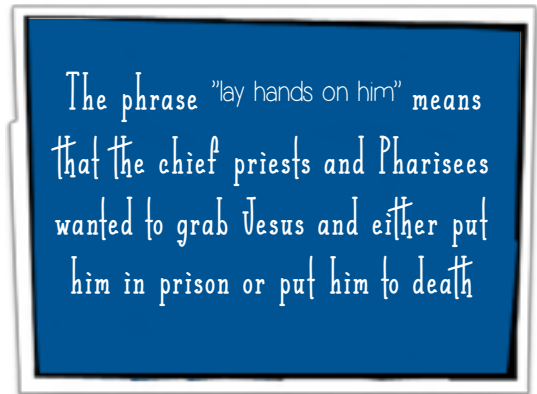 The phrase "lay hands on him" means
that the chief priests and Pharisees
wanted to grab Jesus and either put
him in prison or put him to death